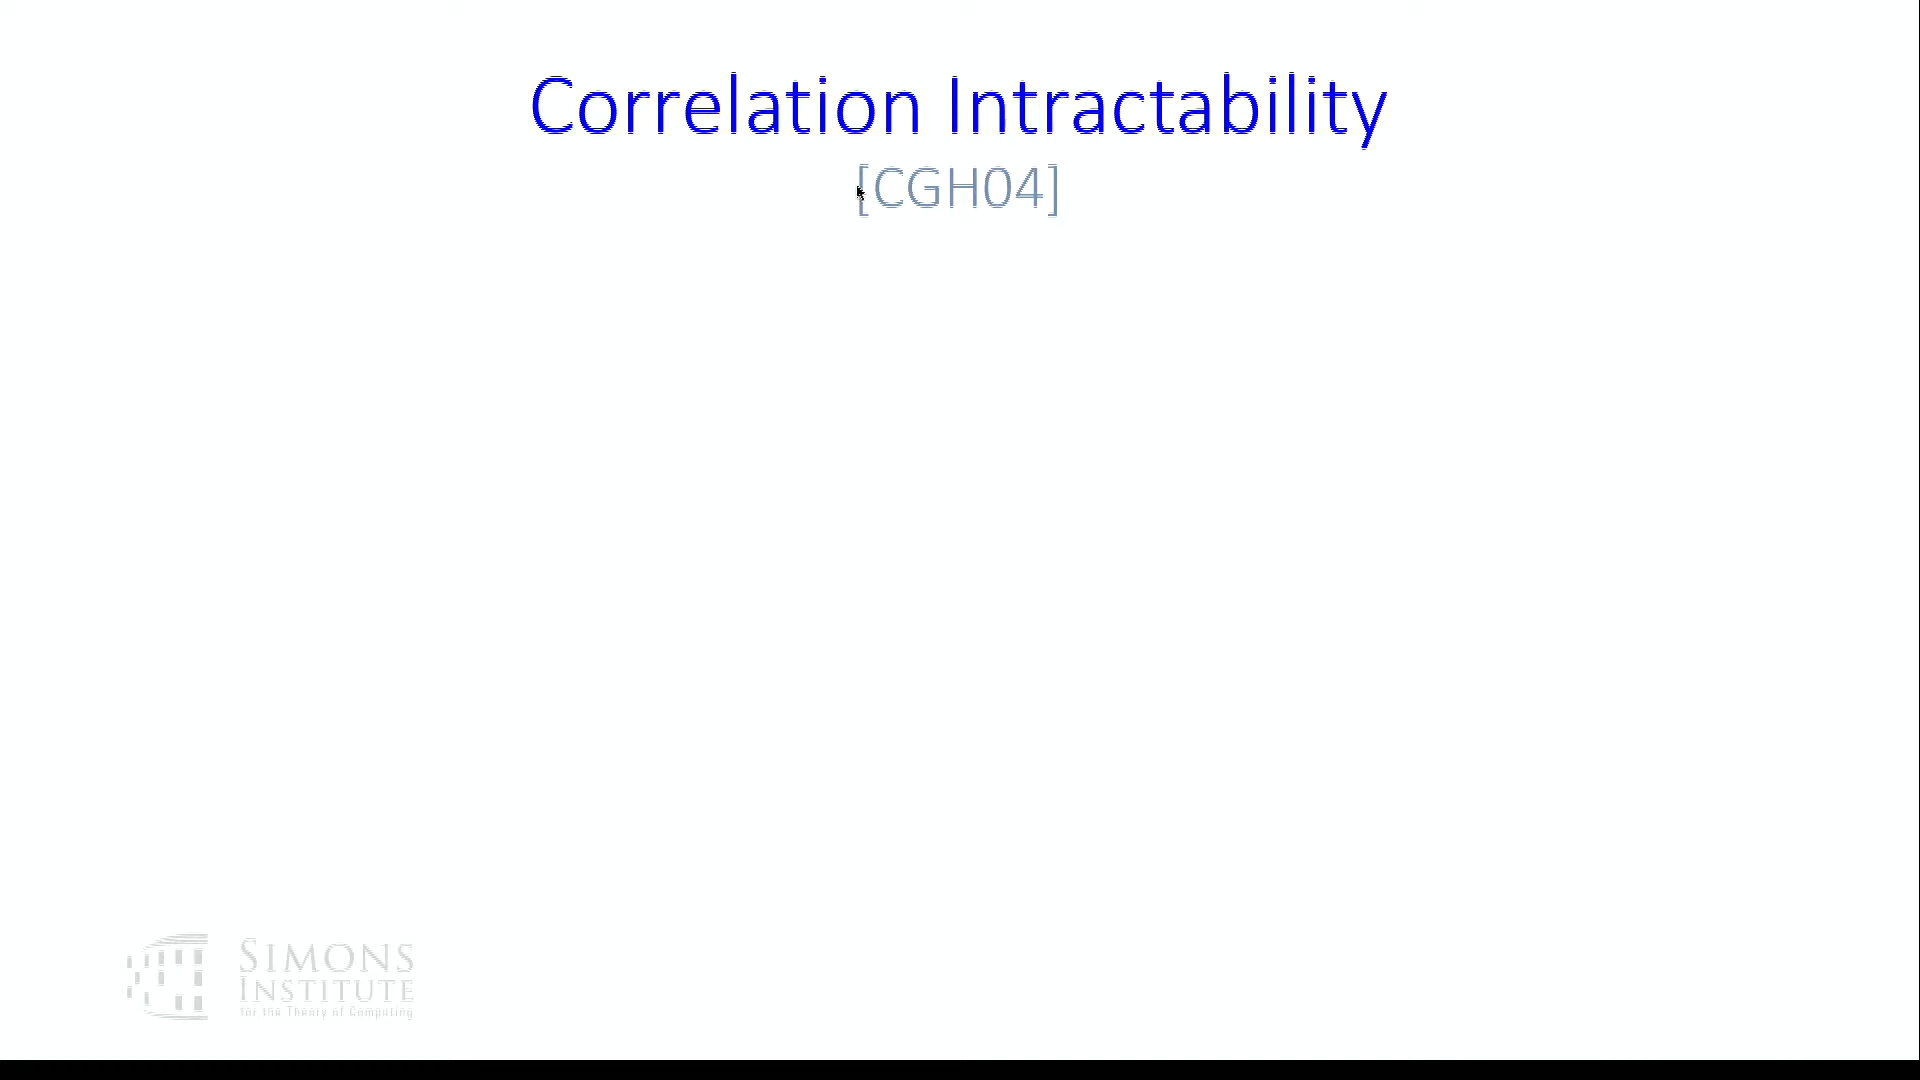 Correlation Intractability
[CGH04]
SIMONS
INSTITUTE
for the Theory of Computing